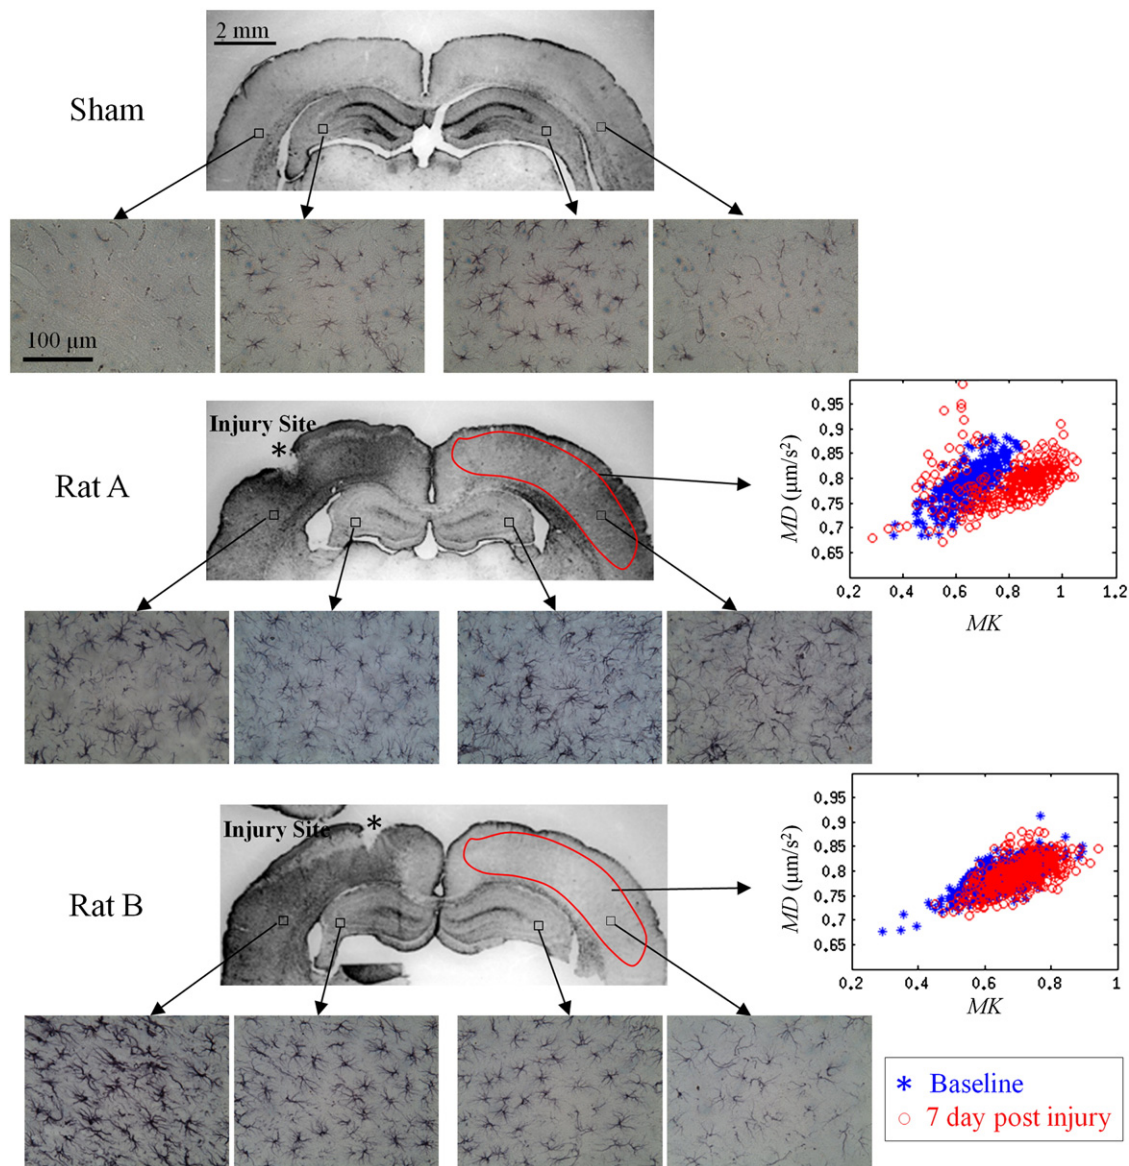 2 mm
Sham
100 μm
Injury Site
*
Rat A
0.95
0.9
0.85
0.8
0.75
0.7
0.65
MD (μm/s²)
0.2 0.4 0.6 0.8 1 1.2
MK
Injury Site
*
Rat B
0.95
0.9
0.85
0.8
0.75
0.7
0.65
MD (μm/s²)
0.2 0.4 0.6 0.8 1
MK
* Baseline
○ 7 day post injury